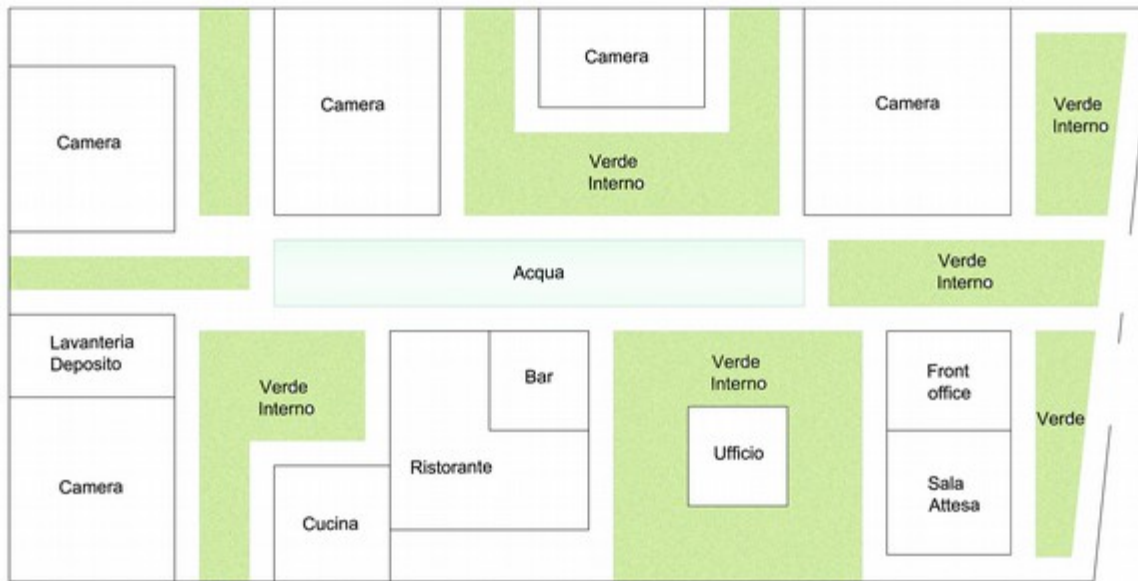 Camera
Camera
Camera
Camera
Verde
Interno
Verde
Interno
Acqua
Verde
Interno
Lavanteria
Deposito
Verde
Interno
Bar
Verde
Interno
Front
office
Verde
Camera
Ristorante
Ufficio
Sala
Attesa
Cucina